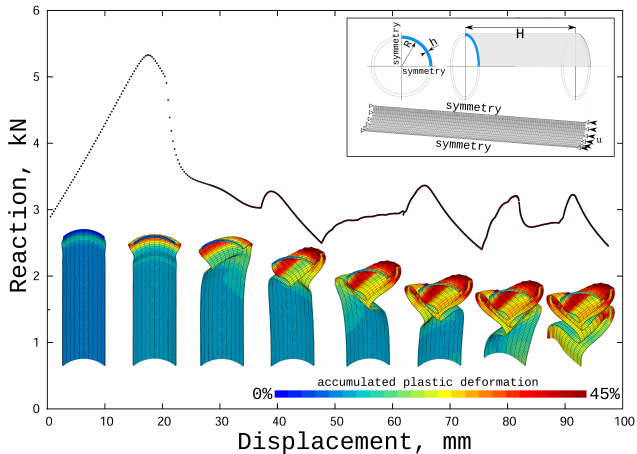 6
5
4
3
2
1
0
Reaction, kN
symmetry
R
h
symmetry
H
symmetry
symmetry
u
accumulated plastic deformation
0%
45%
0 10 20 30 40 50 60 70 80 90 100
Displacement, mm